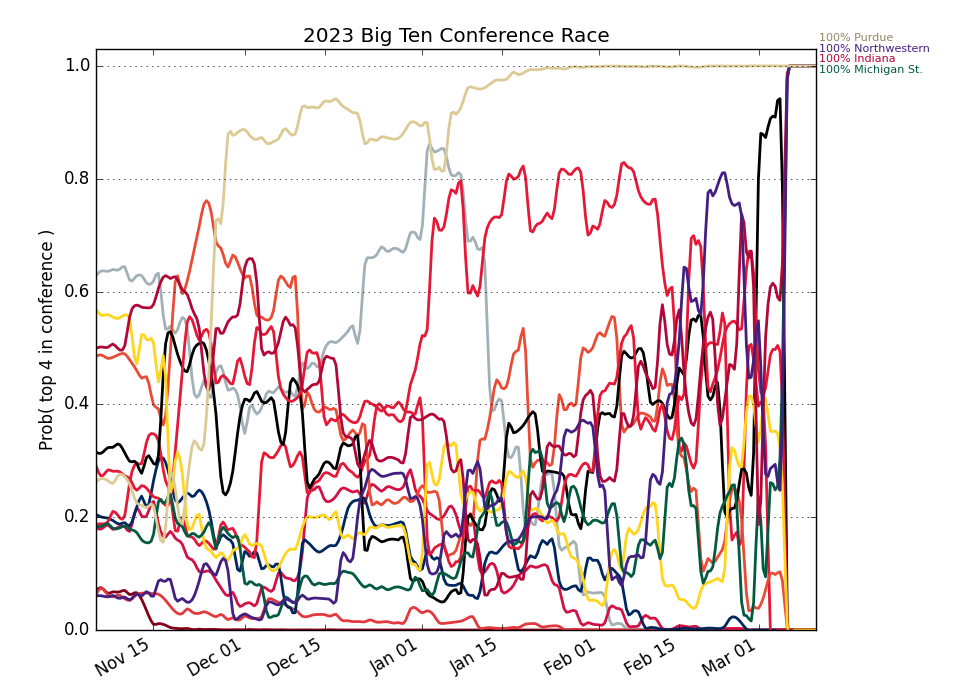 2023 Big Ten Conference Race
100% Purdue
100% Northwestern
100% Indiana
100% Michigan St.
1.0
0.8
0.6
0.4
0.2
0.0
Prob( top 4 in conference )
Nov 15
Dec 01
Dec 15
Jan 01
Jan 15
Feb 01
Feb 15
Mar 01